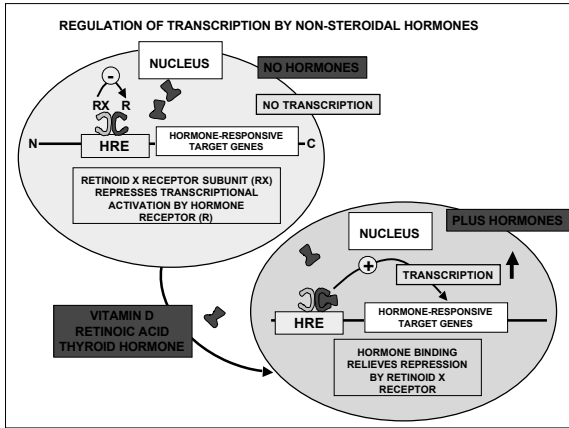 REGULATION OF TRANSCRIPTION BY NON-STEROIDAL HORMONES
NUCLEUS
NO HORMONES
-
RX R
NO TRANSCRIPTION
N
HRE
HORMONE-RESPONSIVE
TARGET GENES
C
RETINOID X RECEPTOR SUBUNIT (RX)
REPRESSES TRANSCRIPTIONAL
ACTIVATION BY HORMONE
RECEPTOR (R)
NUCLEUS
PLUS HORMONES
+
TRANSCRIPTION
VITAMIN D
RETINOIC ACID
THYROID HORMONE
HRE
HORMONE-RESPONSIVE
TARGET GENES
HORMONE BINDING
RELIEVES REPRESSION
BY RETINOID X
RECEPTOR